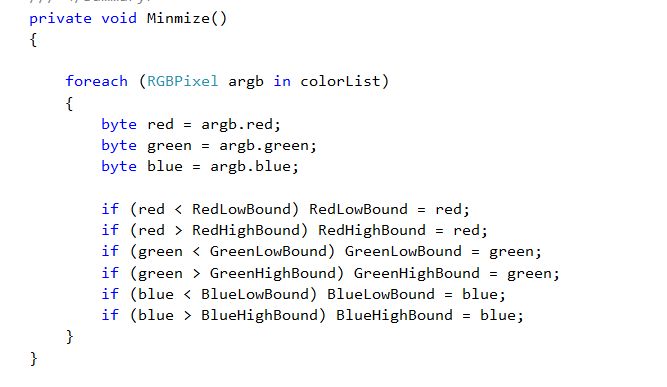 private void Minmize()
{
foreach (RGBPixel argb in colorList)
{
byte red = argb.red;
byte green = argb.green;
byte blue = argb.blue;
if (red < RedLowBound) RedLowBound = red;
if (red > RedHighBound) RedHighBound = red;
if (green < GreenLowBound) GreenLowBound = green;
if (green > GreenHighBound) GreenHighBound = green;
if (blue < BlueLowBound) BlueLowBound = blue;
if (blue > BlueHighBound) BlueHighBound = blue;
}
}